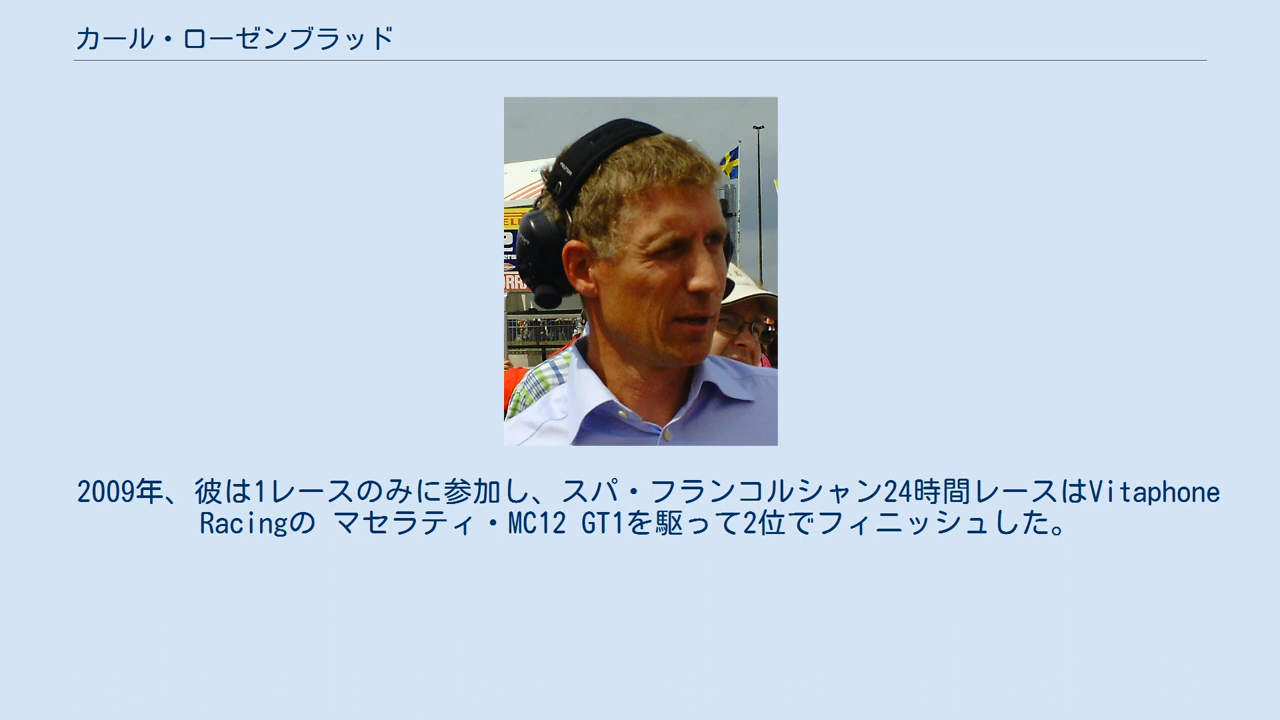 カール・ローゼンブラッド
2009年、彼は1レースのみに参加し、スパ・フランコルシャン24時間レースはVitaphone
Racingの マセラティ・MC12 GT1を駆って2位でフィニッシュした。